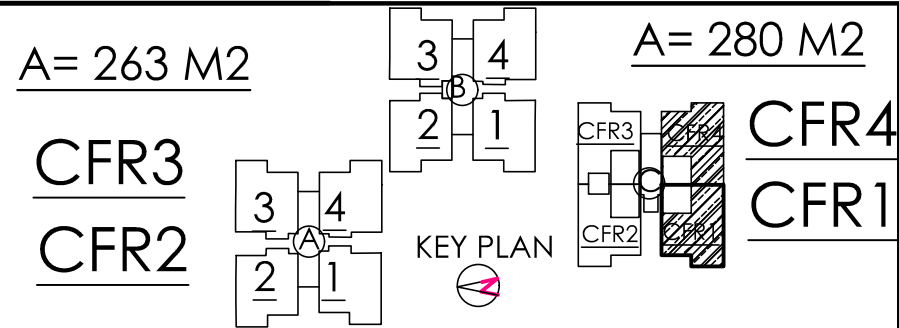 A= 263 M2
CFR3
CFR2
3 4
B
2 1
3 4
A
2 1
KEY PLAN
N
A= 280 M2
CFR4
CFR1
CFR3 CFR4
C
CFR2 CFR1